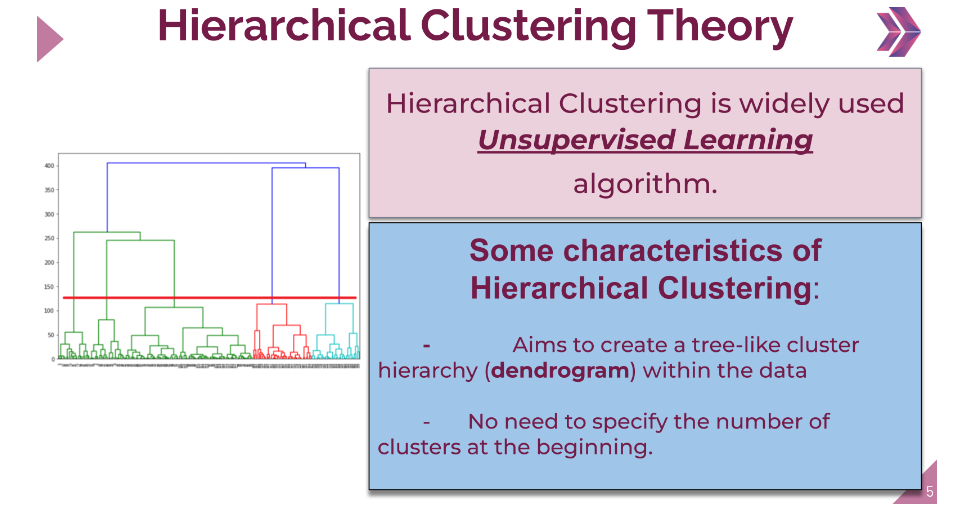 Hierarchical Clustering Theory
Hierarchical Clustering is widely used
Unsupervised Learning
algorithm.
400
350
300
250
200
150
100
50
0
Some characteristics of
Hierarchical Clustering:
- Aims to create a tree-like cluster
hierarchy (dendrogram) within the data
- No need to specify the number of
clusters at the beginning.
5